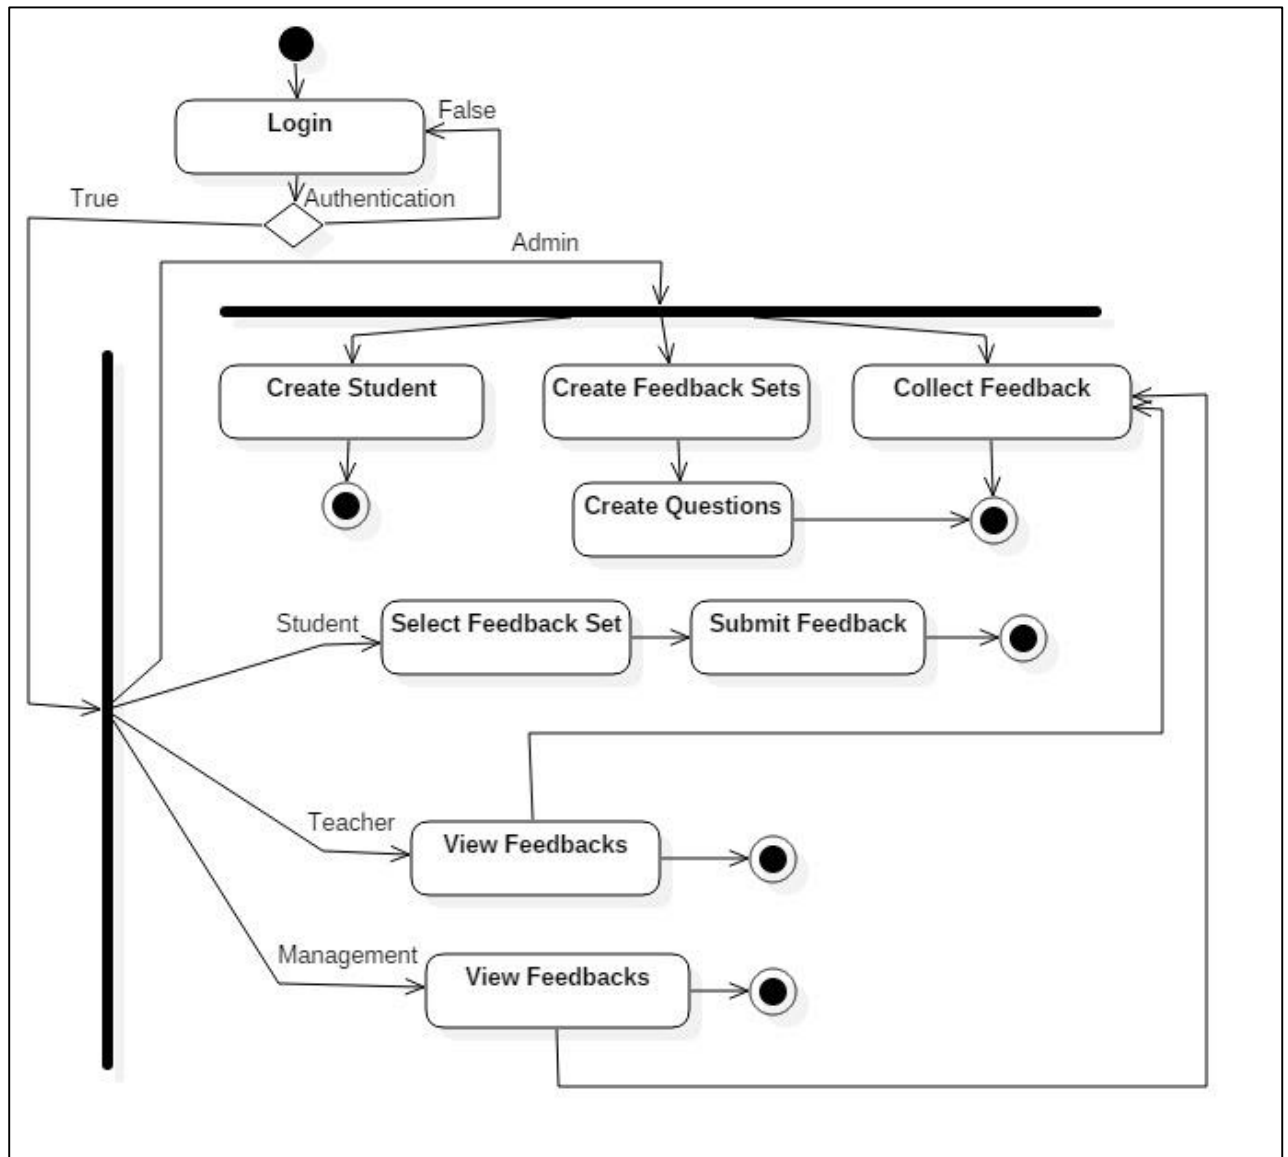 Login
False
True
Authentication
Admin
Create Student
Create Feedback Sets
Collect Feedback
Create Questions
Student
Select Feedback Set
Submit Feedback
Teacher
View Feedbacks
Management
View Feedbacks